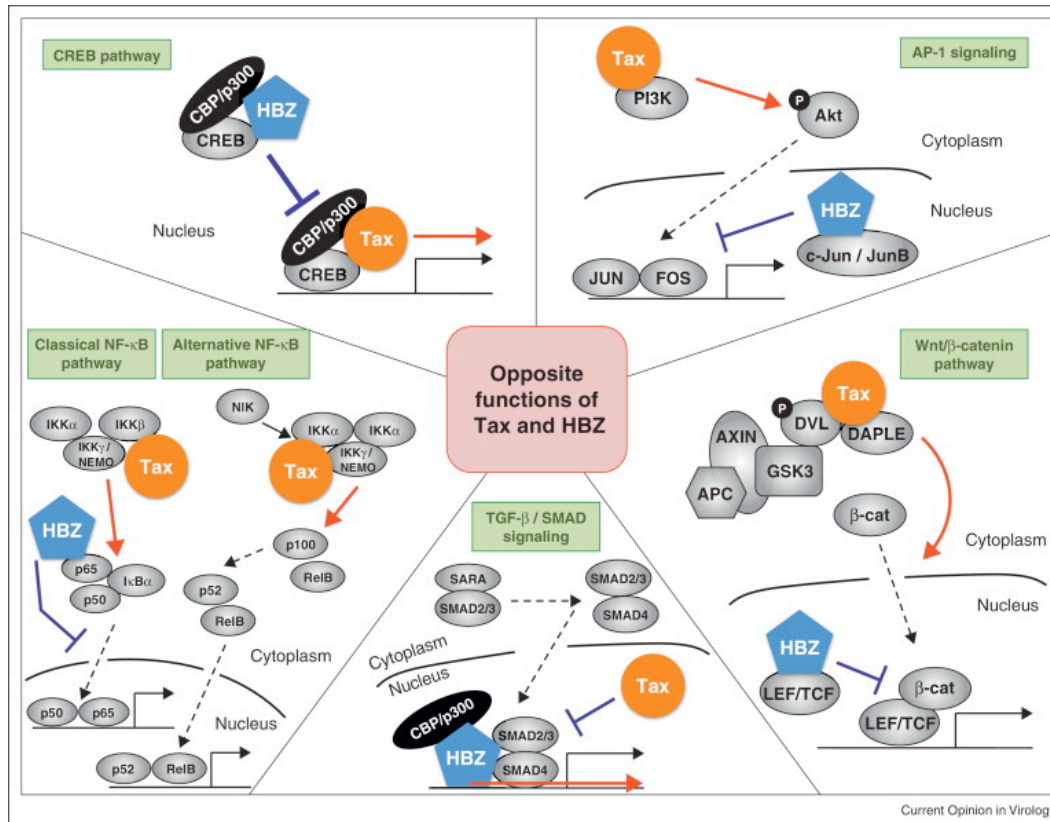 CREB pathway
CBP/p300
HBZ
CREB
CBP/p300
Tax
CREB
Nucleus
AP-1 signaling
Tax
PI3K
P
Akt
Cytoplasm
HBZ
Nucleus
c-Jun / JunB
JUN
FOS
Classical NF-κB
pathway
Alternative NF-κB
pathway
IKKα
IKKβ
IKKγ/
NEMO
Tax
HBZ
p65
p50
IκBα
p50
p65
NIK
IKKα
IKKα
IKKγ/
NEMO
Tax
p100
RelB
p52
RelB
Cytoplasm
Nucleus
p52
RelB
Opposite
functions of
Tax and HBZ
TGF-β / SMAD
signaling
SARA
SMAD2/3
SMAD2/3
SMAD4
Cytoplasm
Nucleus
Tax
CBP/p300
HBZ
SMAD2/3
SMAD4
Wnt/β-catenin
pathway
Tax
P
DVL
DAPLE
AXIN
GSK3
APC
β-cat
Cytoplasm
Nucleus
HBZ
LEF/TCF
β-cat
LEF/TCF
Current Opinion in Virology